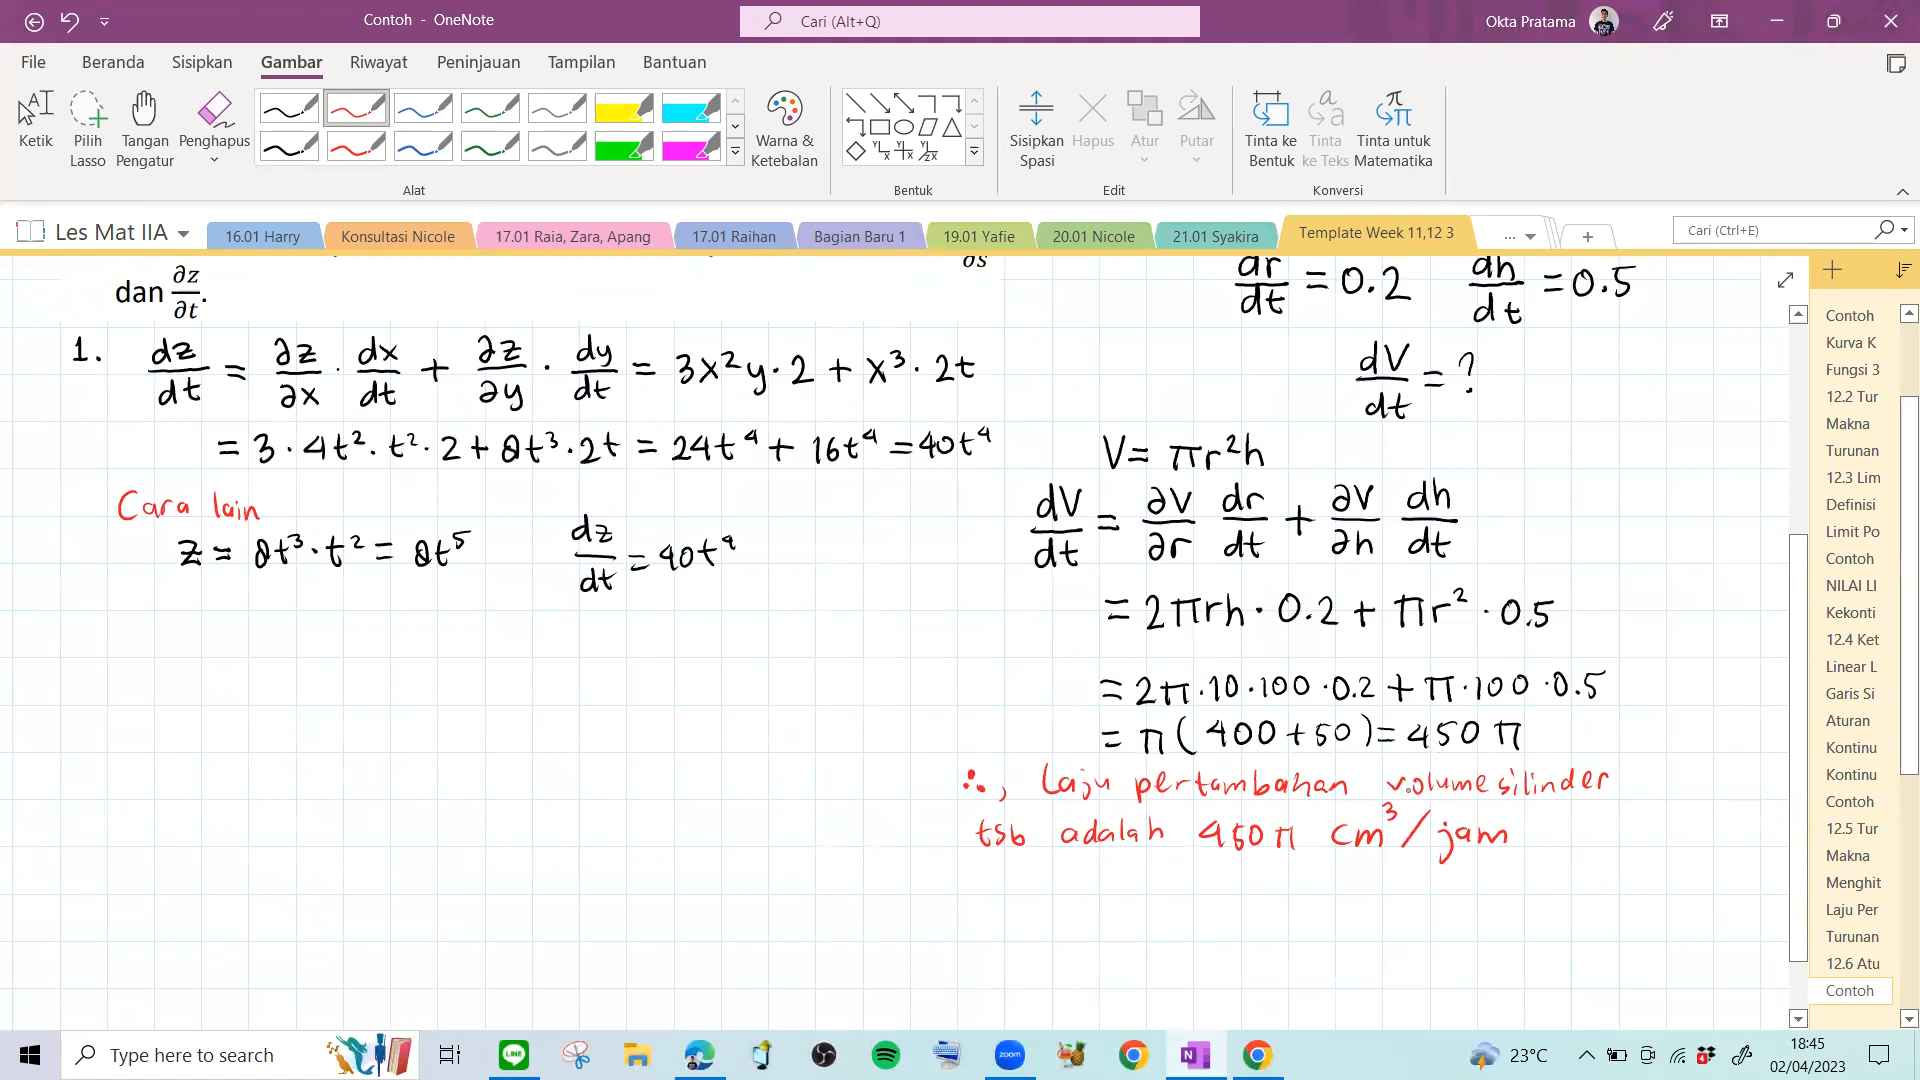 Contoh - OneNote
Cari (Alt+Q)
Okta Pratama
File Beranda Sisipkan Gambar Riwayat Peninjauan Tampilan Bantuan
Ketik
Pilih Lasso
Tangan Pengatur
Penghapus
Warna & Ketebalan
Sisipkan Spasi
Hapus
Atur
Putar
Tinta ke Bentuk
Tinta ke Teks
Tinta untuk Matematika
Alat
Bentuk
Edit
Konversi
Les Mat IIA
16.01 Harry
Konsultasi Nicole
17.01 Raia, Zara, Apang
17.01 Raihan
Bagian Baru 1
19.01 Yafie
20.01 Nicole
21.01 Syakira
Template Week 11,12 3
...
Cari (Ctrl+E)
∂s
dan ∂z/∂t.
1. dz/dt = ∂z/∂x · dx/dt + ∂z/∂y · dy/dt = 3x²y·2 + x³·2t
= 3·4t²·t²·2 + 8t³·2t = 24t⁴ + 16t⁴ = 40t⁴
Cara lain
z = 8t³·t² = 8t⁵ dz/dt = 40t⁴
dr/dt = 0.2 dh/dt = 0.5
dV/dt = ?
V = πr²h
dV/dt = ∂V/∂r dr/dt + ∂V/∂h dh/dt
= 2πrh·0.2 + πr²·0.5
= 2π·10·100·0.2 + π·100·0.5
= π(400+50) = 450π
∴, Laju pertambahan volume silinder
tsb adalah 450π cm³/jam
Contoh
Kurva K
Fungsi 3
12.2 Tur
Makna
Turunan
12.3 Lim
Definisi
Limit Po
Contoh
NILAI LI
Kekonti
12.4 Ket
Linear L
Garis Si
Aturan
Kontinu
Kontinu
Contoh
12.5 Tur
Makna
Menghit
Laju Per
Turunan
12.6 Atu
Contoh
Type here to search
LINE
zoom
23°C
18:45
02/04/2023